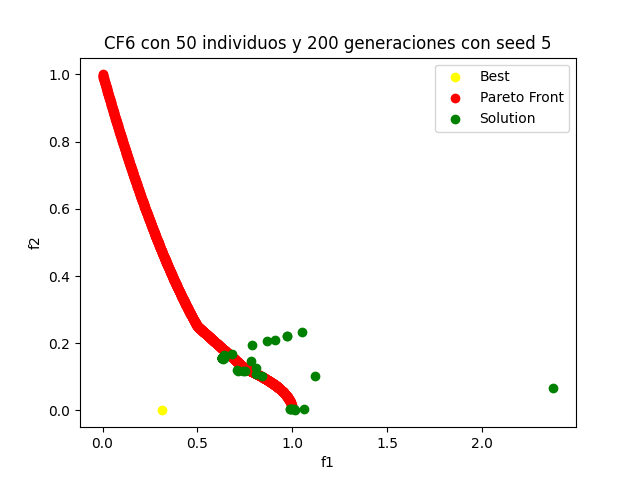 CF6 con 50 individuos y 200 generaciones con seed 5
Best
Pareto Front
Solution
f2
1.0
0.8
0.6
0.4
0.2
0.0
0.0 0.5 1.0 1.5 2.0
f1